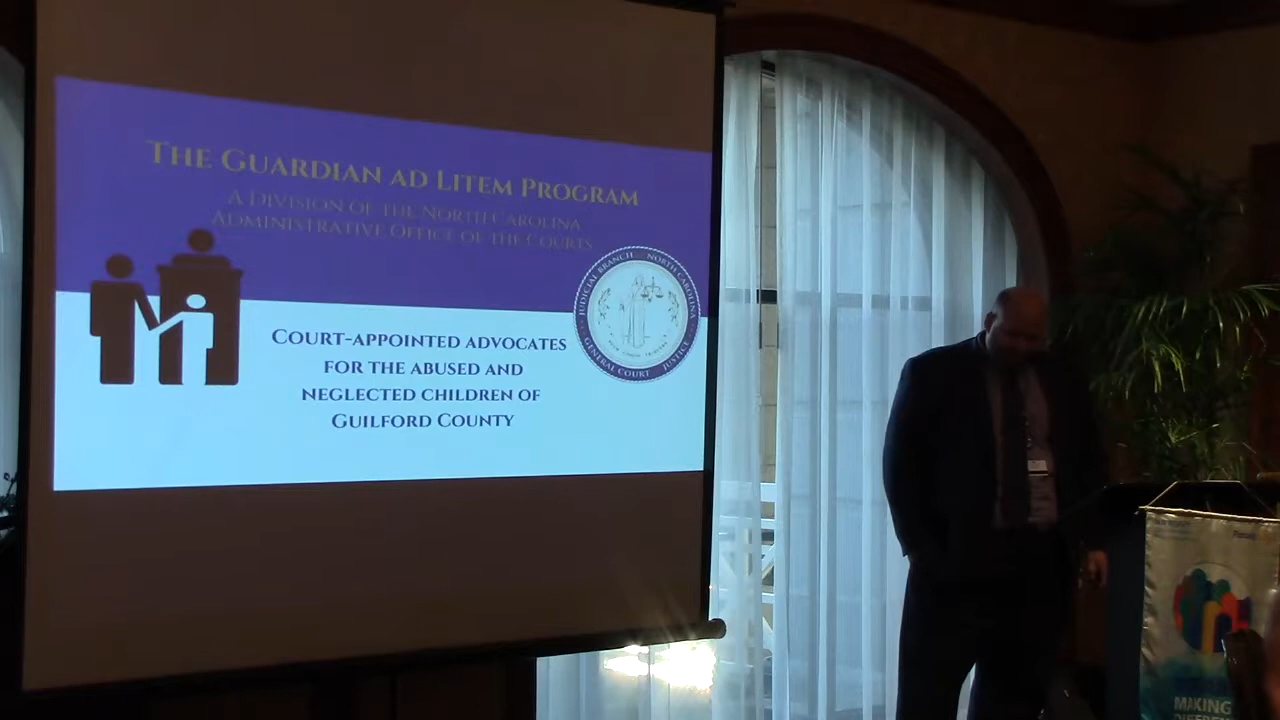 The Guardian ad Litem Program
A Division of the North Carolina
Administrative Office of the Courts
Judicial Branch North Carolina
General Court Justice
Court-appointed advocates
for the abused and
neglected children of
Guilford County
MAKING